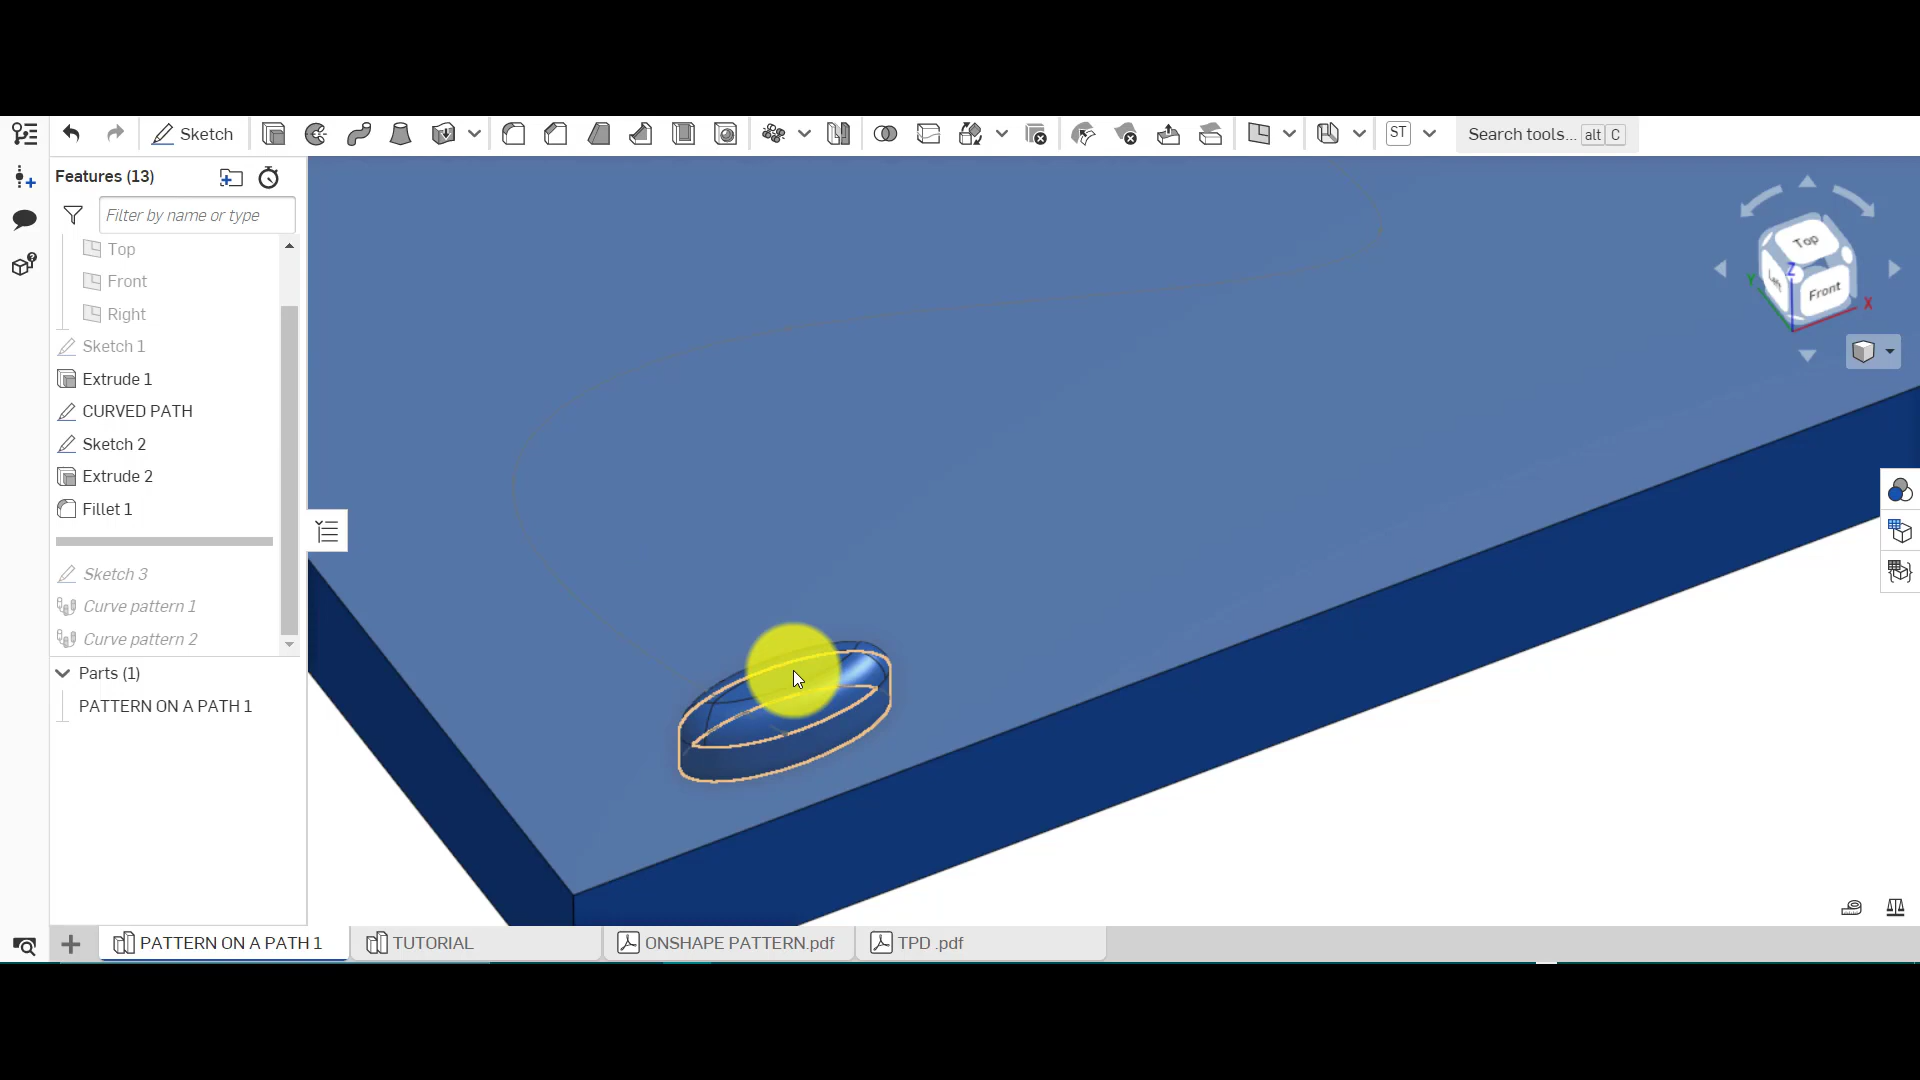 Sketch
ST
Search tools... alt C
Features (13)
Filter by name or type
Top
Front
Right
Sketch 1
Extrude 1
CURVED PATH
Sketch 2
Extrude 2
Fillet 1
Sketch 3
Curve pattern 1
Curve pattern 2
Parts (1)
PATTERN ON A PATH 1
Top
Left
Front
Z
Y
X
PATTERN ON A PATH 1
TUTORIAL
ONSHAPE PATTERN.pdf
TPD .pdf